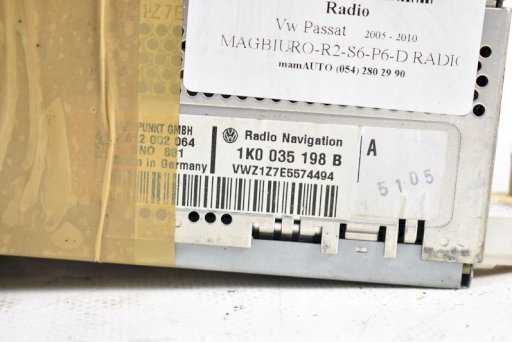 Radio
Vw Passat 2005 - 2010
MAGBIURO-R2-S6-P6-D RADIO
mamAUTO (054) 280 29 90
1Z7E
PUNKT GMBH
2 002 064
NO 881
in Germany
Radio Navigation
1K0 035 198 B
VWZ1Z7E5574494
A
5105